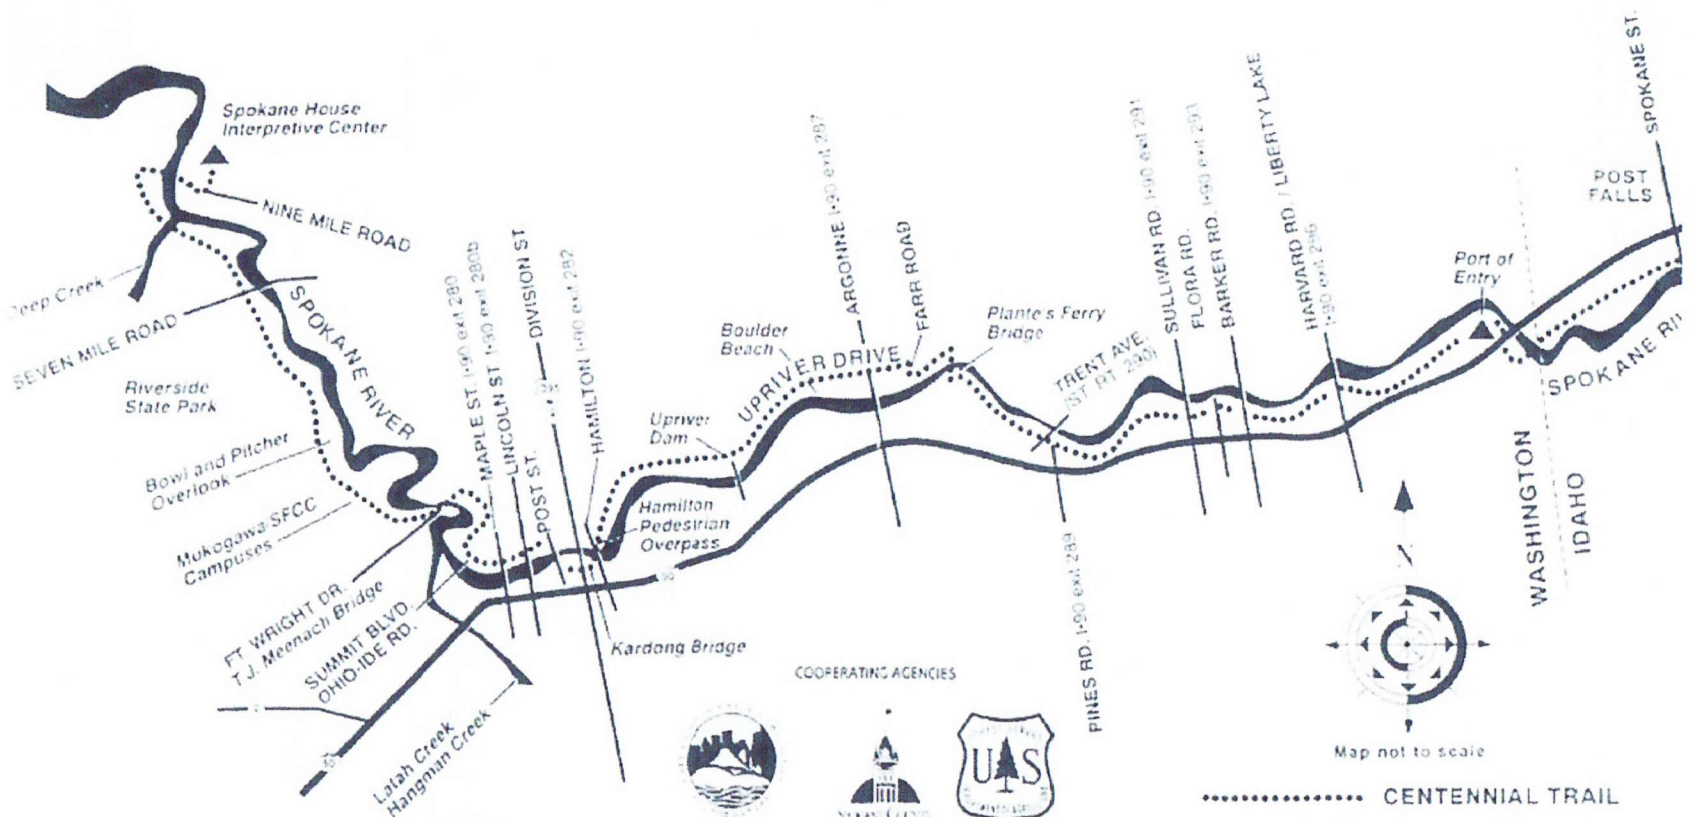 Spokane House
Interpretive Center
NINE MILE ROAD
Deep Creek
SEVEN MILE ROAD
SPOKANE RIVER
Riverside
State Park
Bowl and Pitcher
Overlook
Mukogawa/SFCC
Campuses
FT. WRIGHT DR.
T.J. Meenach Bridge
SUMMIT BLVD.
OHIO-IDE RD.
Latah Creek
Hangman Creek
90
MAPLE ST. I-90 exit 280
LINCOLN ST. I-90 exit 280b
POST ST.
DIVISION ST
HAMILTON I-90 exit 282
Hamilton
Pedestrian
Overpass
Kardong Bridge
90
Upriver
Dam
Boulder
Beach
UPRIVER DRIVE
ARGONNE I-90 exit 287
FARR ROAD
Plante's Ferry
Bridge
TRENT AVE.
(ST RT 290)
PINES RD. I-90 exit 289
SULLIVAN RD. I-90 exit 291
FLORA RD.
BARKER RD. I-90 exit 293
HARVARD RD. / LIBERTY LAKE
I-90 exit 296
Port of
Entry
POST
FALLS
SPOKANE ST.
SPOKANE RI
WASHINGTON
IDAHO
COOPERATING AGENCIES
US
Map not to scale
CENTENNIAL TRAIL